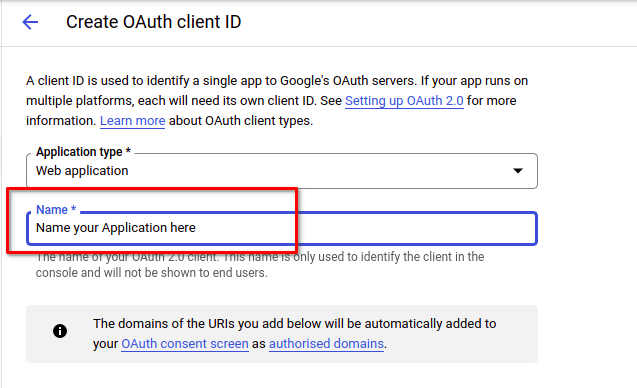 Create OAuth client ID
A client ID is used to identify a single app to Google's OAuth servers. If your app runs on
multiple platforms, each will need its own client ID. See Setting up OAuth 2.0 for more
information. Learn more about OAuth client types.
Application type *
Web application
Name *
Name your Application here
The name of your OAuth 2.0 client. This name is only used to identify the client in the
console and will not be shown to end users.
The domains of the URIs you add below will be automatically added to
your OAuth consent screen as authorised domains.